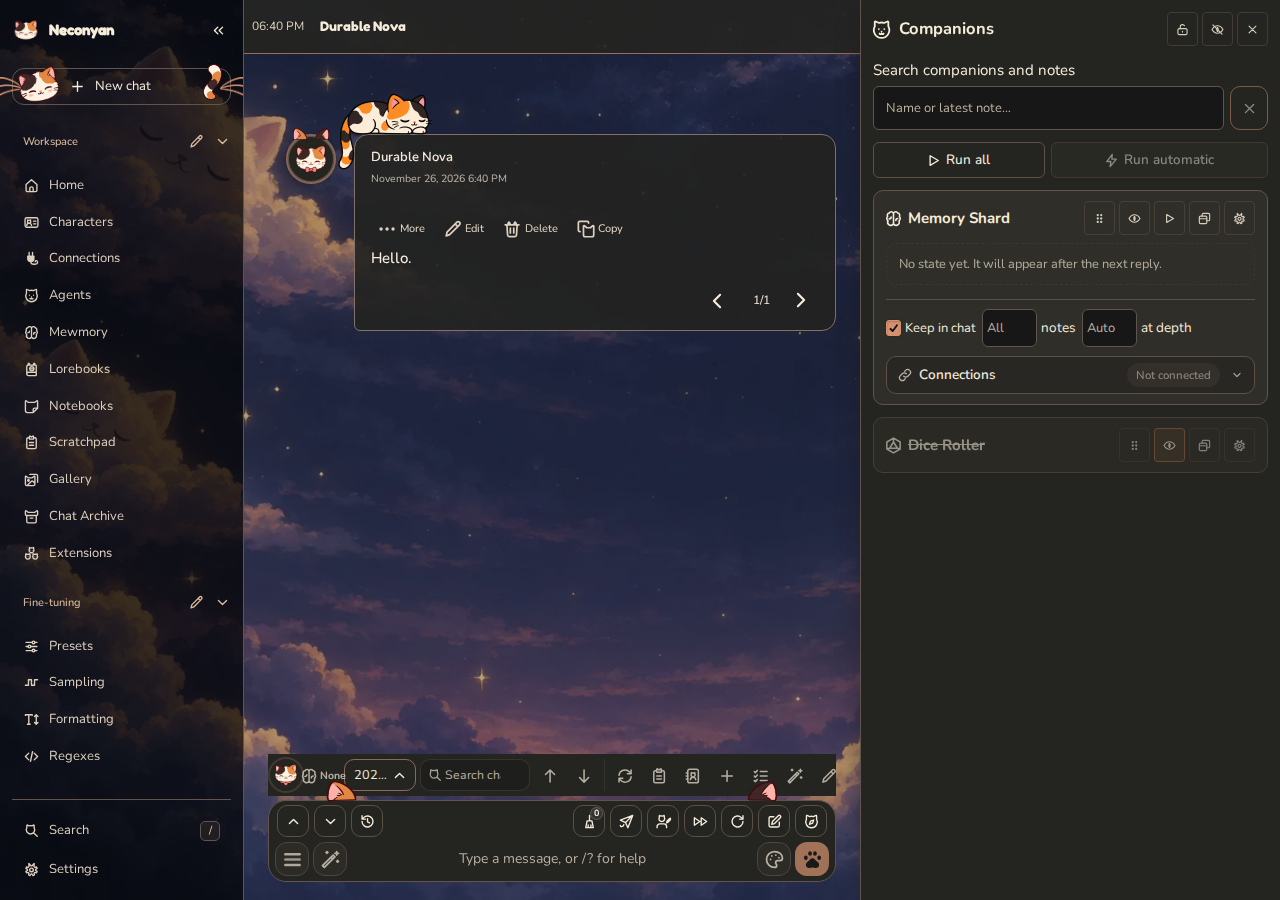 Neconyan
New chat
Workspace
Home
Characters
Connections
Agents
Mewmory
Lorebooks
Notebooks
Scratchpad
Gallery
Chat Archive
Extensions
Fine-tuning
Presets
Sampling
Formatting
Regexes
Search /
Settings
06:40 PM Durable Nova
Durable Nova
November 26, 2026 6:40 PM
More Edit Delete Copy
Hello.
1/1
None 202... Search ch
0
Type a message, or /? for help
Companions
Search companions and notes
Name or latest note...
Run all Run automatic
Memory Shard
No state yet. It will appear after the next reply.
Keep in chat All notes Auto at depth
Connections Not connected
Dice Roller